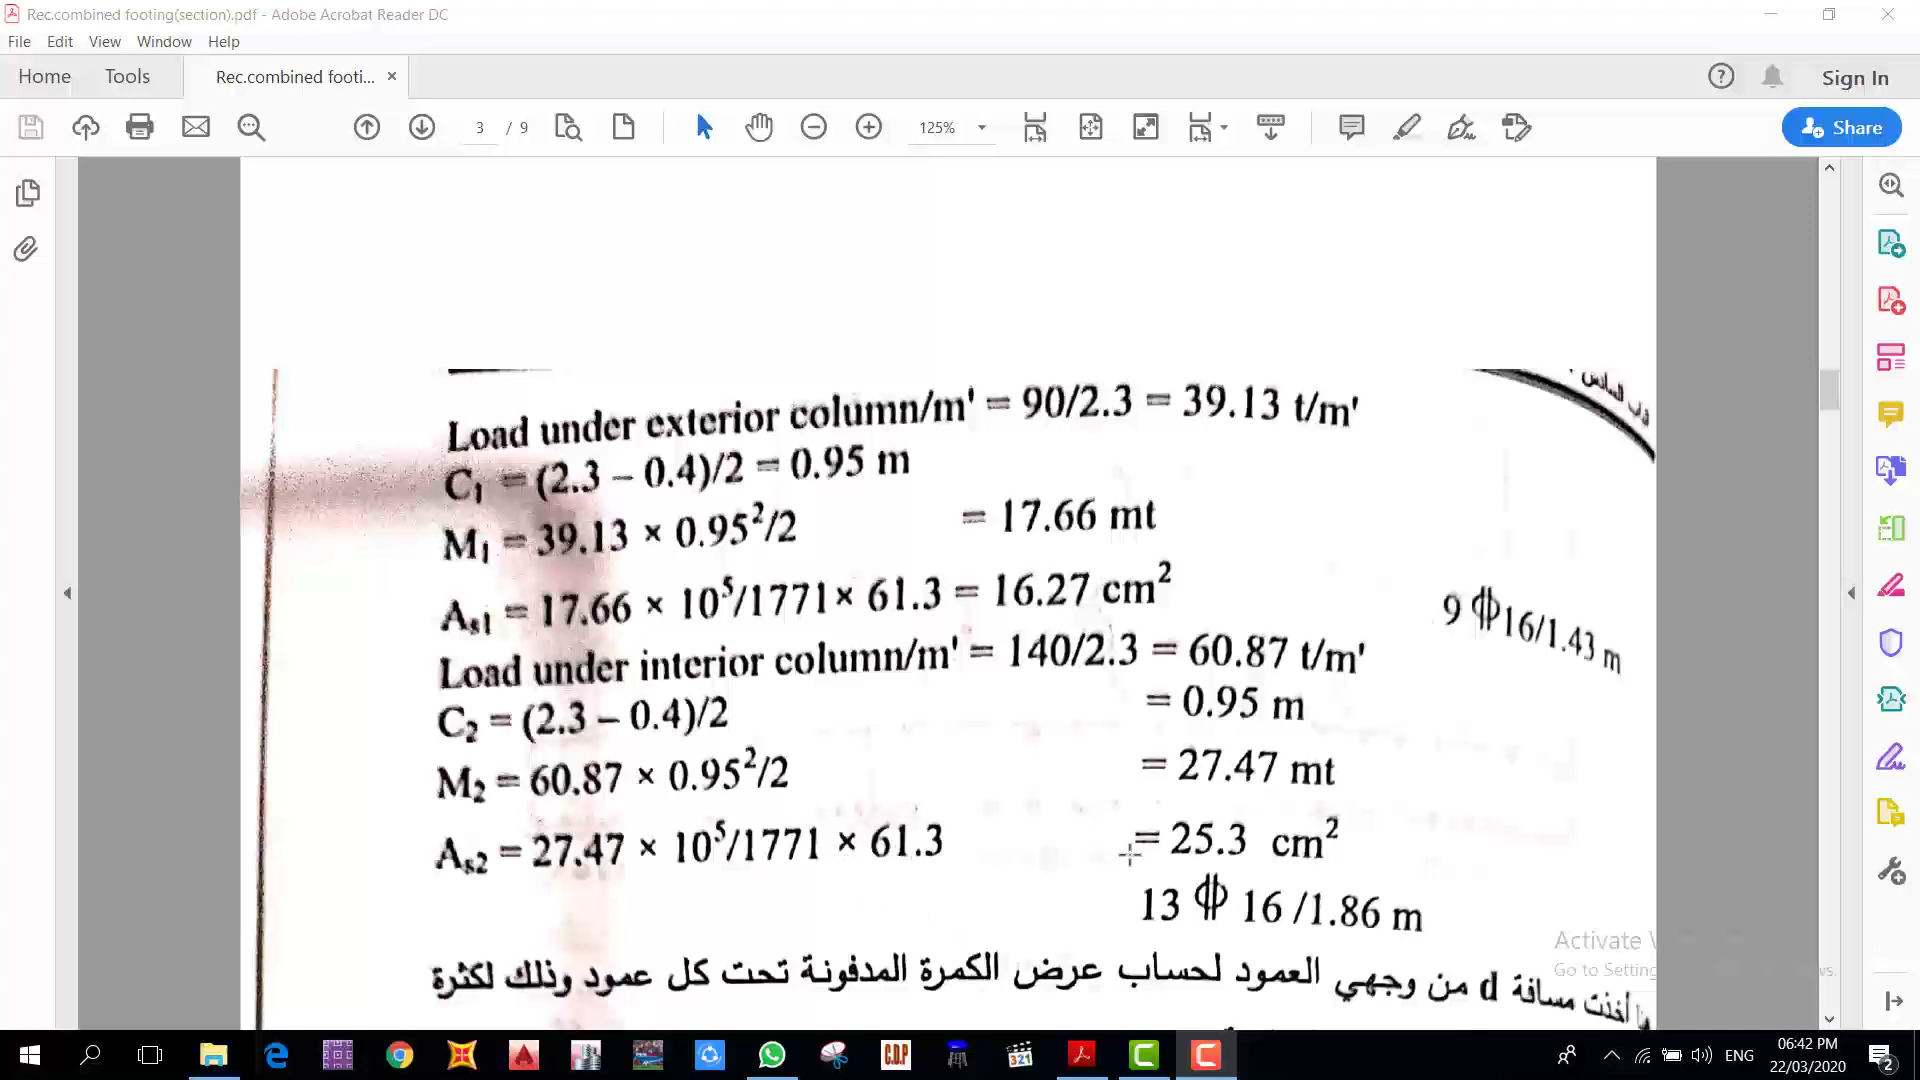 Rec.combined footing(section).pdf - Adobe Acrobat Reader DC
File Edit View Window Help
Home Tools Rec.combined footi... × Sign In
3 / 9 125% Share
Load under exterior column/m' = 90/2.3 = 39.13 t/m'
C₁ = (2.3 – 0.4)/2 = 0.95 m
M₁ = 39.13 × 0.95²/2 = 17.66 mt
Aₛ₁ = 17.66 × 10⁵/1771× 61.3 = 16.27 cm²
9 ф 16/1.43 m
Load under interior column/m' = 140/2.3 = 60.87 t/m'
C₂ = (2.3 – 0.4)/2 = 0.95 m
M₂ = 60.87 × 0.95²/2 = 27.47 mt
Aₛ₂ = 27.47 × 10⁵/1771 × 61.3 = 25.3 cm²
13 ф 16 /1.86 m
أخذت مسافة d من وجهي العمود لحساب عرض الكمرة المدفونة تحت كل عمود وذلك لكثرة
Activate
Go to Setting
C.D.P
321
ENG
06:42 PM
22/03/2020
2